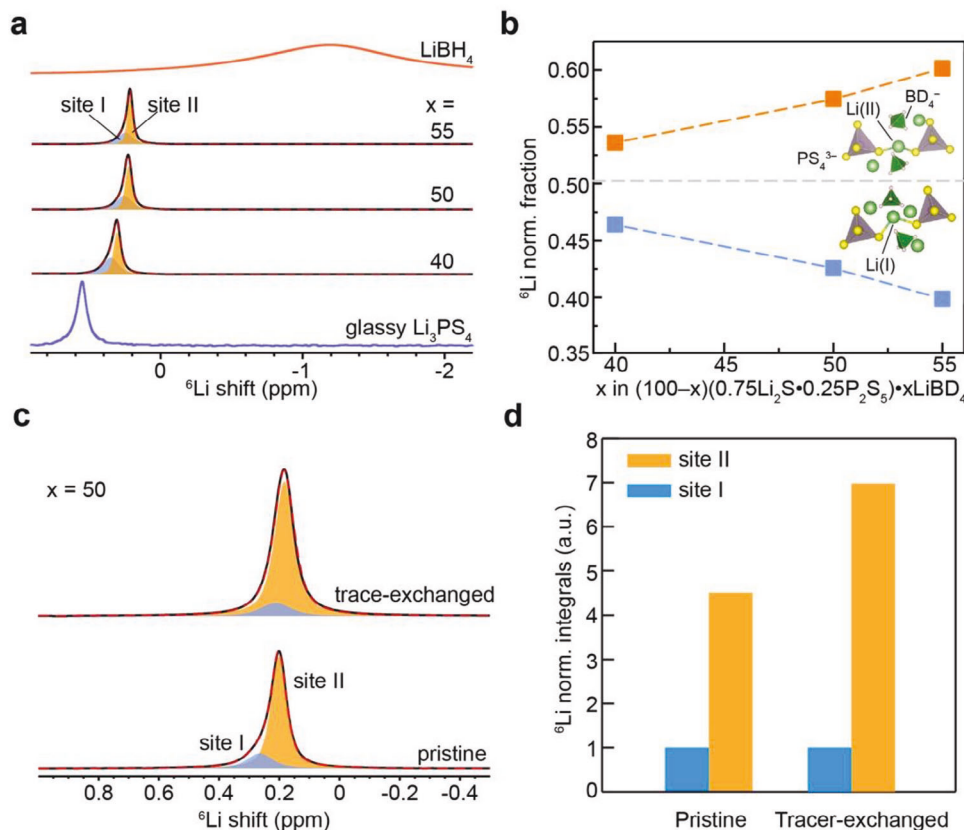 a
LiBH₄
site I
site II
x =
55
50
40
glassy Li₃PS₄
0
-1
-2
⁶Li shift (ppm)
b
⁶Li norm. fraction
0.60
0.55
0.50
0.45
0.40
0.35
Li(II)
BD₄⁻
PS₄³⁻
Li(I)
40
45
50
55
x in (100–x)(0.75Li₂S•0.25P₂S₅)•xLiBD₄
c
x = 50
trace-exchanged
site II
site I
pristine
0.8
0.6
0.4
0.2
0
-0.2
-0.4
⁶Li shift (ppm)
d
⁶Li norm. integrals (a.u.)
8
7
6
5
4
3
2
1
0
site II
site I
Pristine
Tracer-exchanged